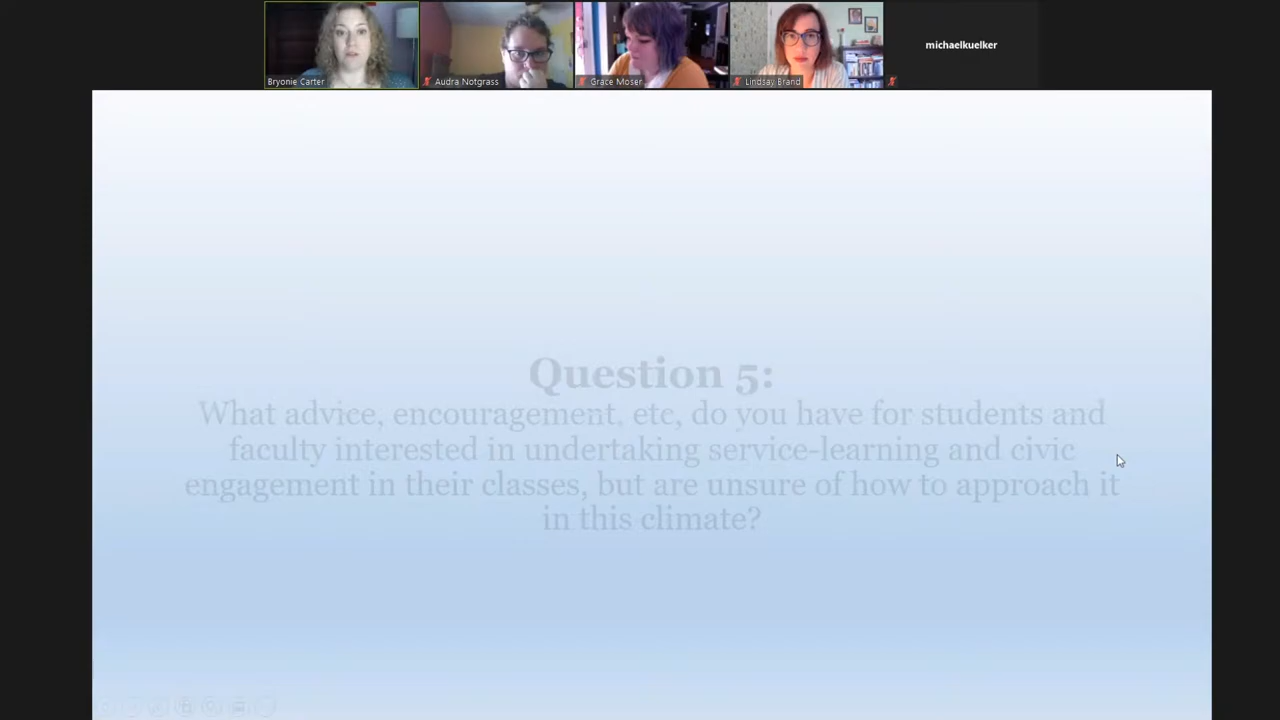 Bryonie Carter
Audra Notgrass
Grace Moser
Lindsay Brand
michaelkuelker
Question 5:
What advice, encouragement, etc, do you have for students and
faculty interested in undertaking service-learning and civic
engagement in their classes, but are unsure of how to approach it
in this climate?